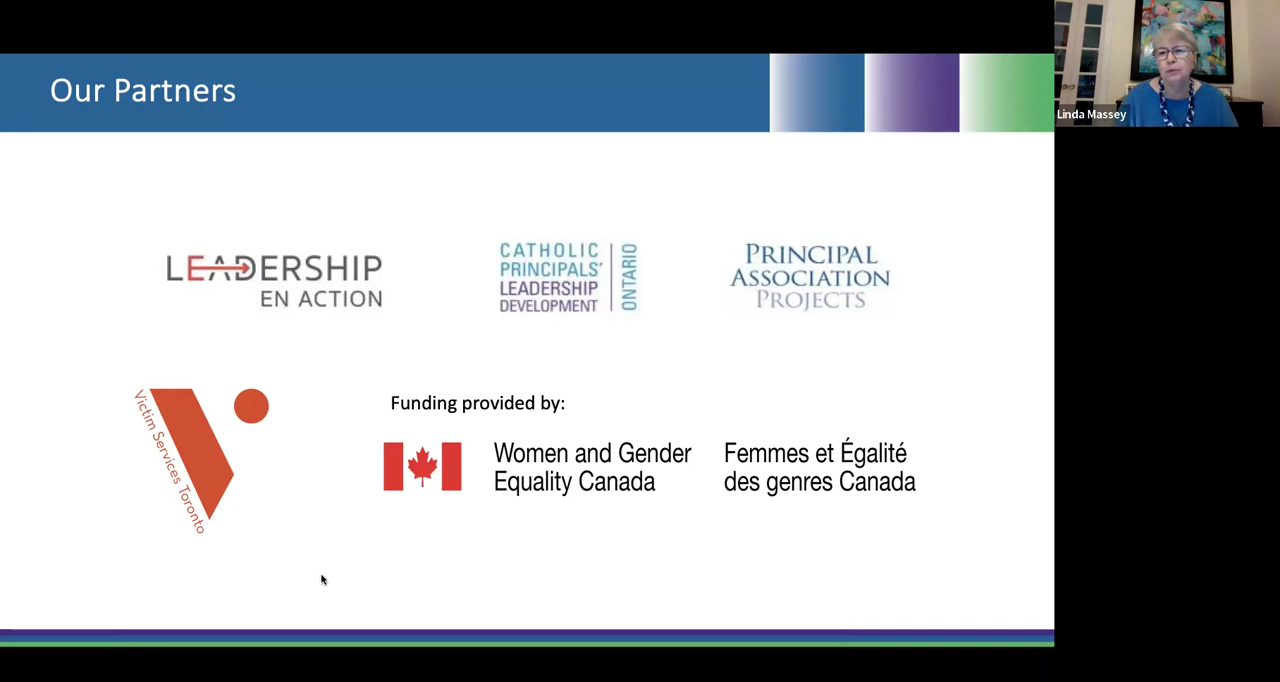 Our Partners
Linda Massey
LEADERSHIP
EN ACTION
CATHOLIC
PRINCIPALS'
LEADERSHIP
DEVELOPMENT
ONTARIO
PRINCIPAL
ASSOCIATION
PROJECTS
Victim Services Toronto
Funding provided by:
Women and Gender
Equality Canada
Femmes et Égalité
des genres Canada